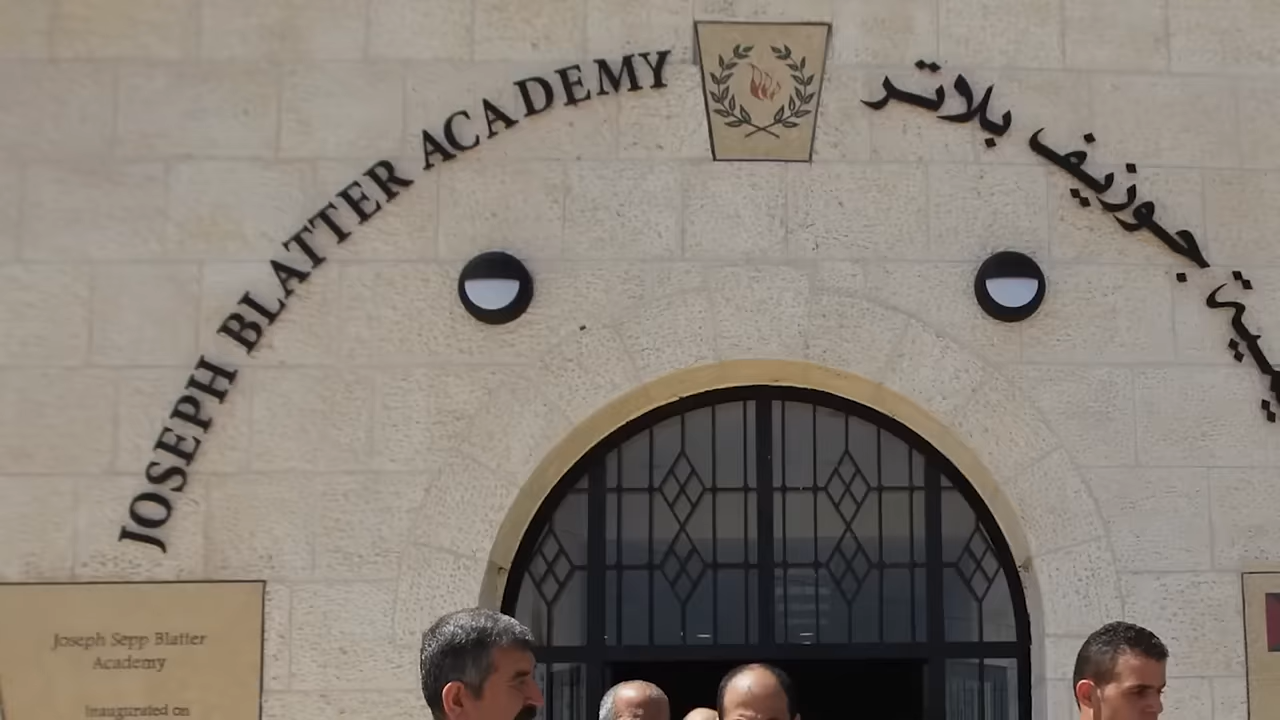 JOSEPH BLATTER ACADEMY
جوزيف بلاتر
Joseph Sepp Blatter
Academy
Inaugurated on